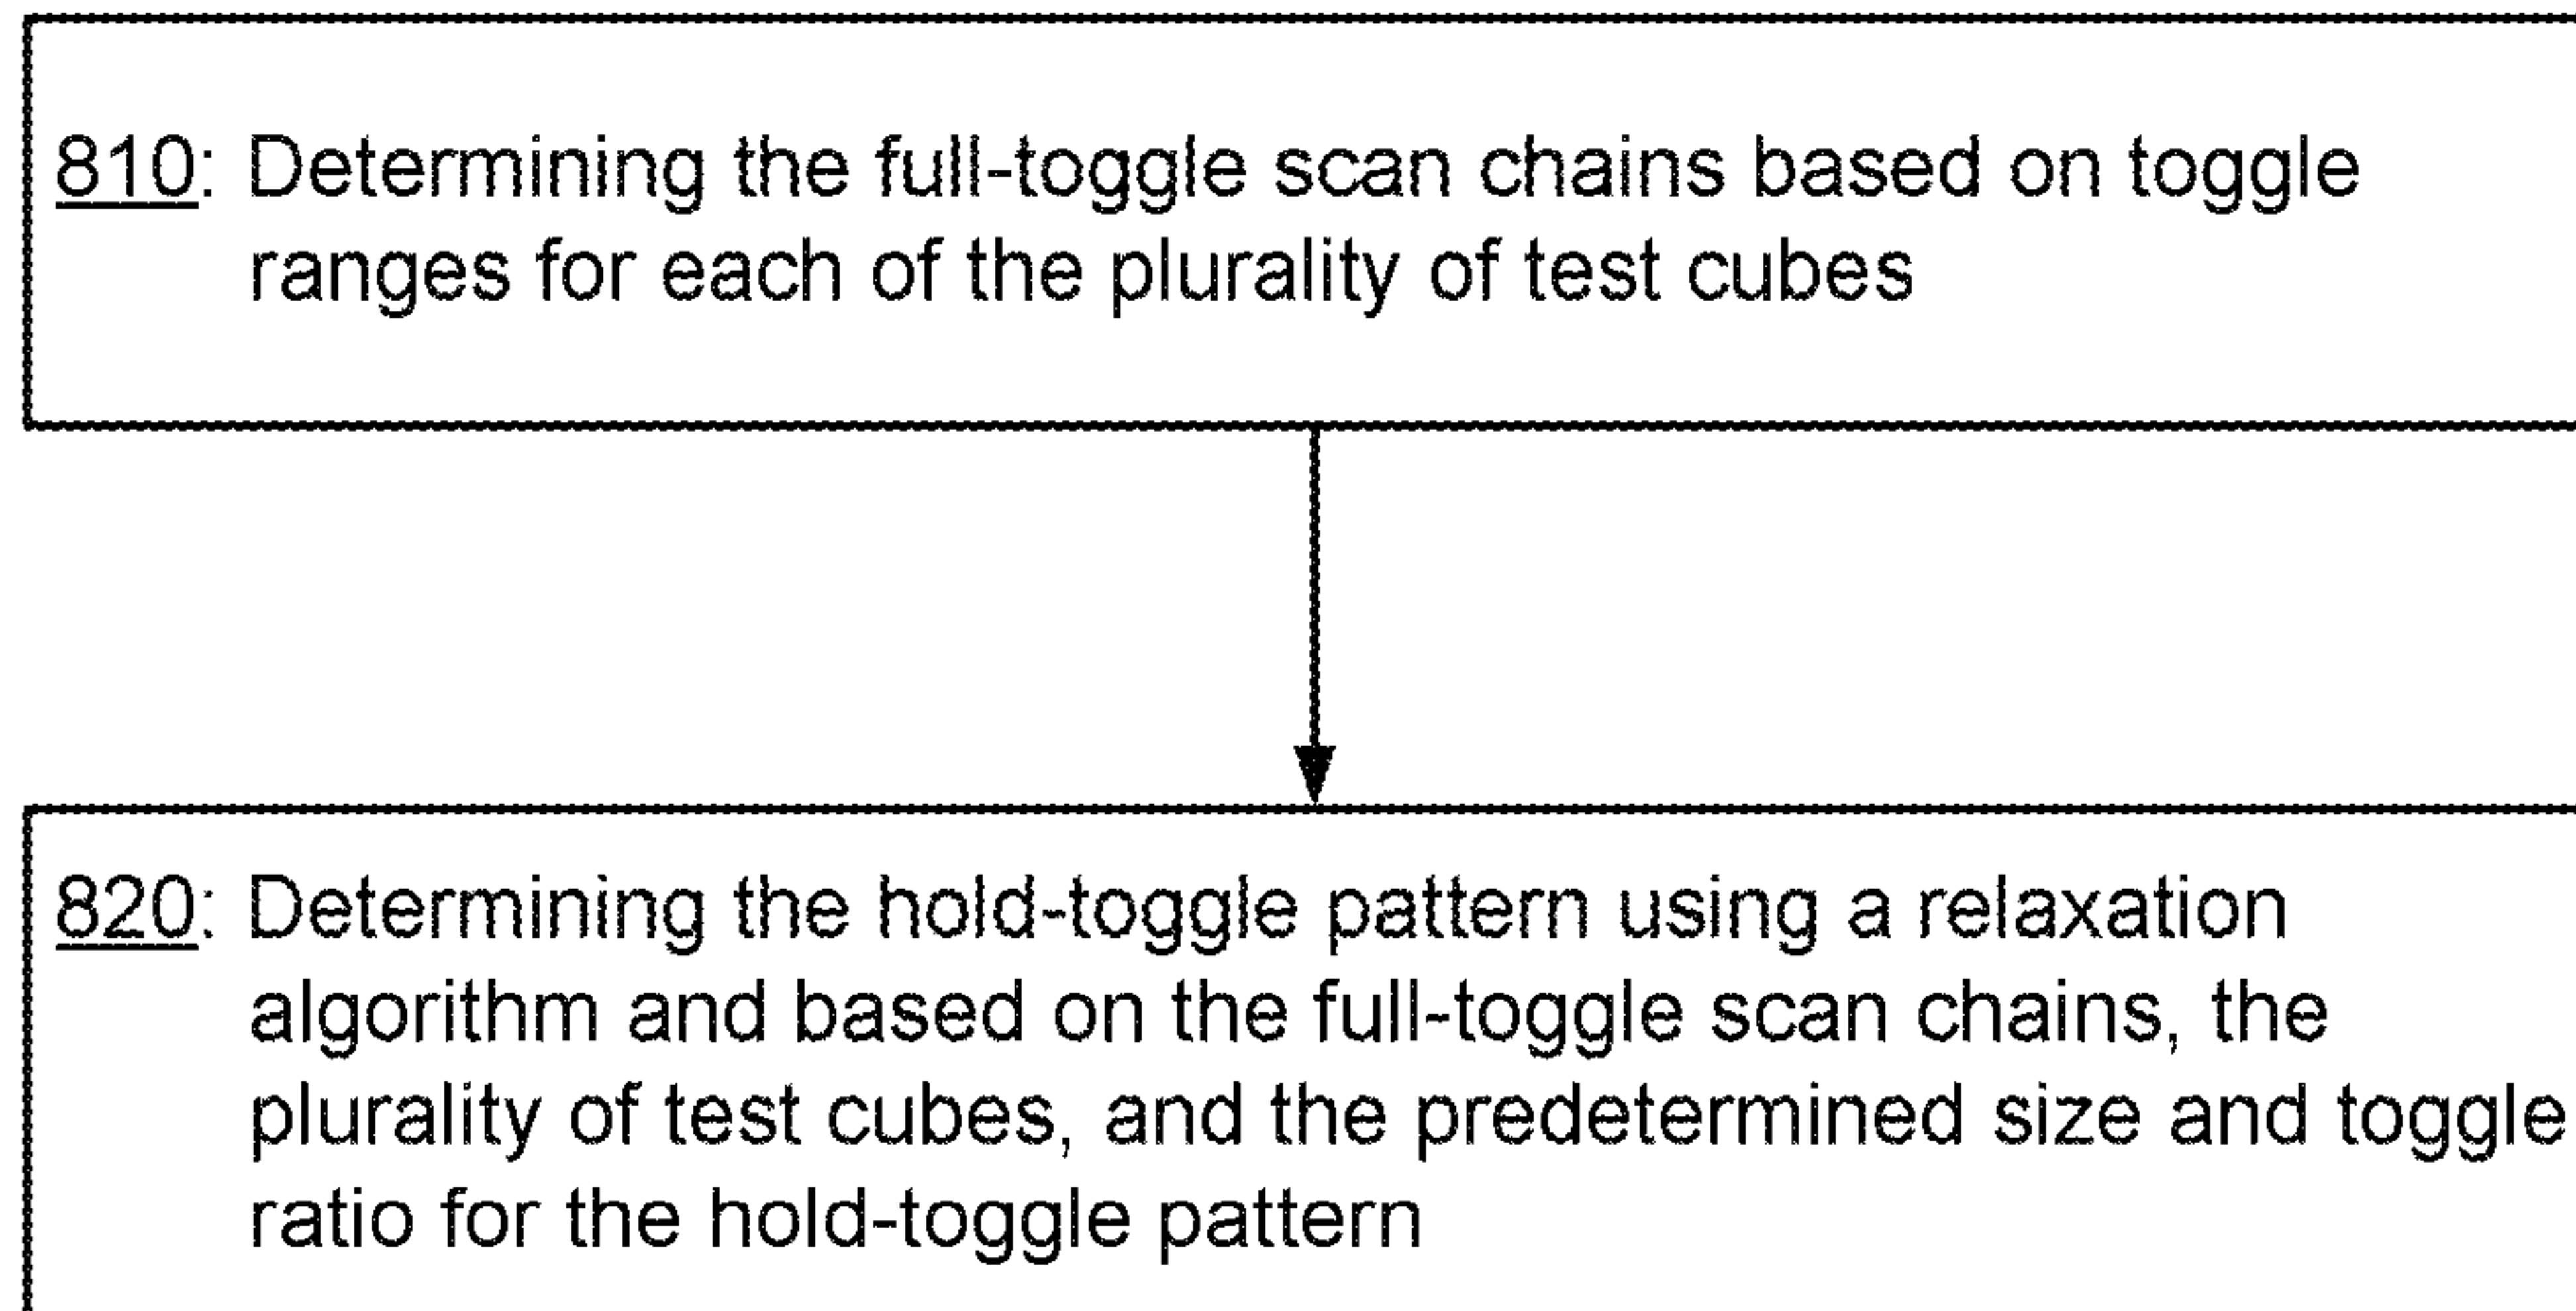 810: Determining the full-toggle scan chains based on toggle
ranges for each of the plurality of test cubes
820: Determining the hold-toggle pattern using a relaxation
algorithm and based on the full-toggle scan chains, the
plurality of test cubes, and the predetermined size and toggle
ratio for the hold-toggle pattern